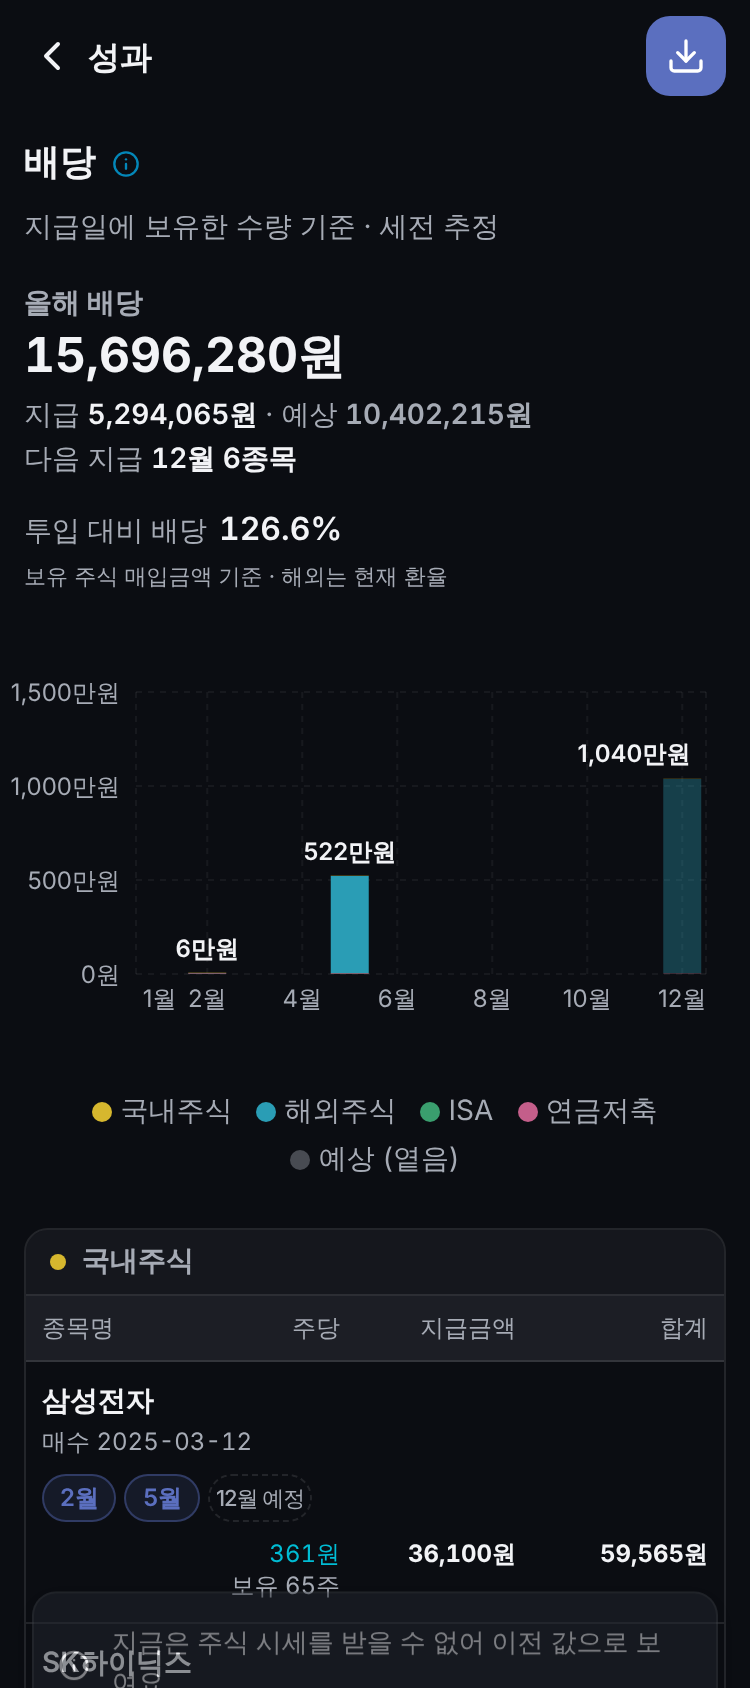 성과
배당
지급일에 보유한 수량 기준 · 세전 추정
올해 배당
15,696,280원
지급 5,294,065원 · 예상 10,402,215원
다음 지급 12월 6종목
투입 대비 배당 126.6%
보유 주식 매입금액 기준 · 해외는 현재 환율
1,500만원
1,040만원
1,000만원
522만원
500만원
6만원
0원
1월 2월 4월 6월 8월 10월 12월
국내주식 해외주식 ISA 연금저축
예상 (옅음)
국내주식
종목명 주당 지급금액 합계
삼성전자
매수 2025-03-12
2월 5월 12월 예정
361원 36,100원 59,565원
보유 65주
지금은 주식 시세를 받을 수 없어 이전 값으로 보
여요
SK하이닉스